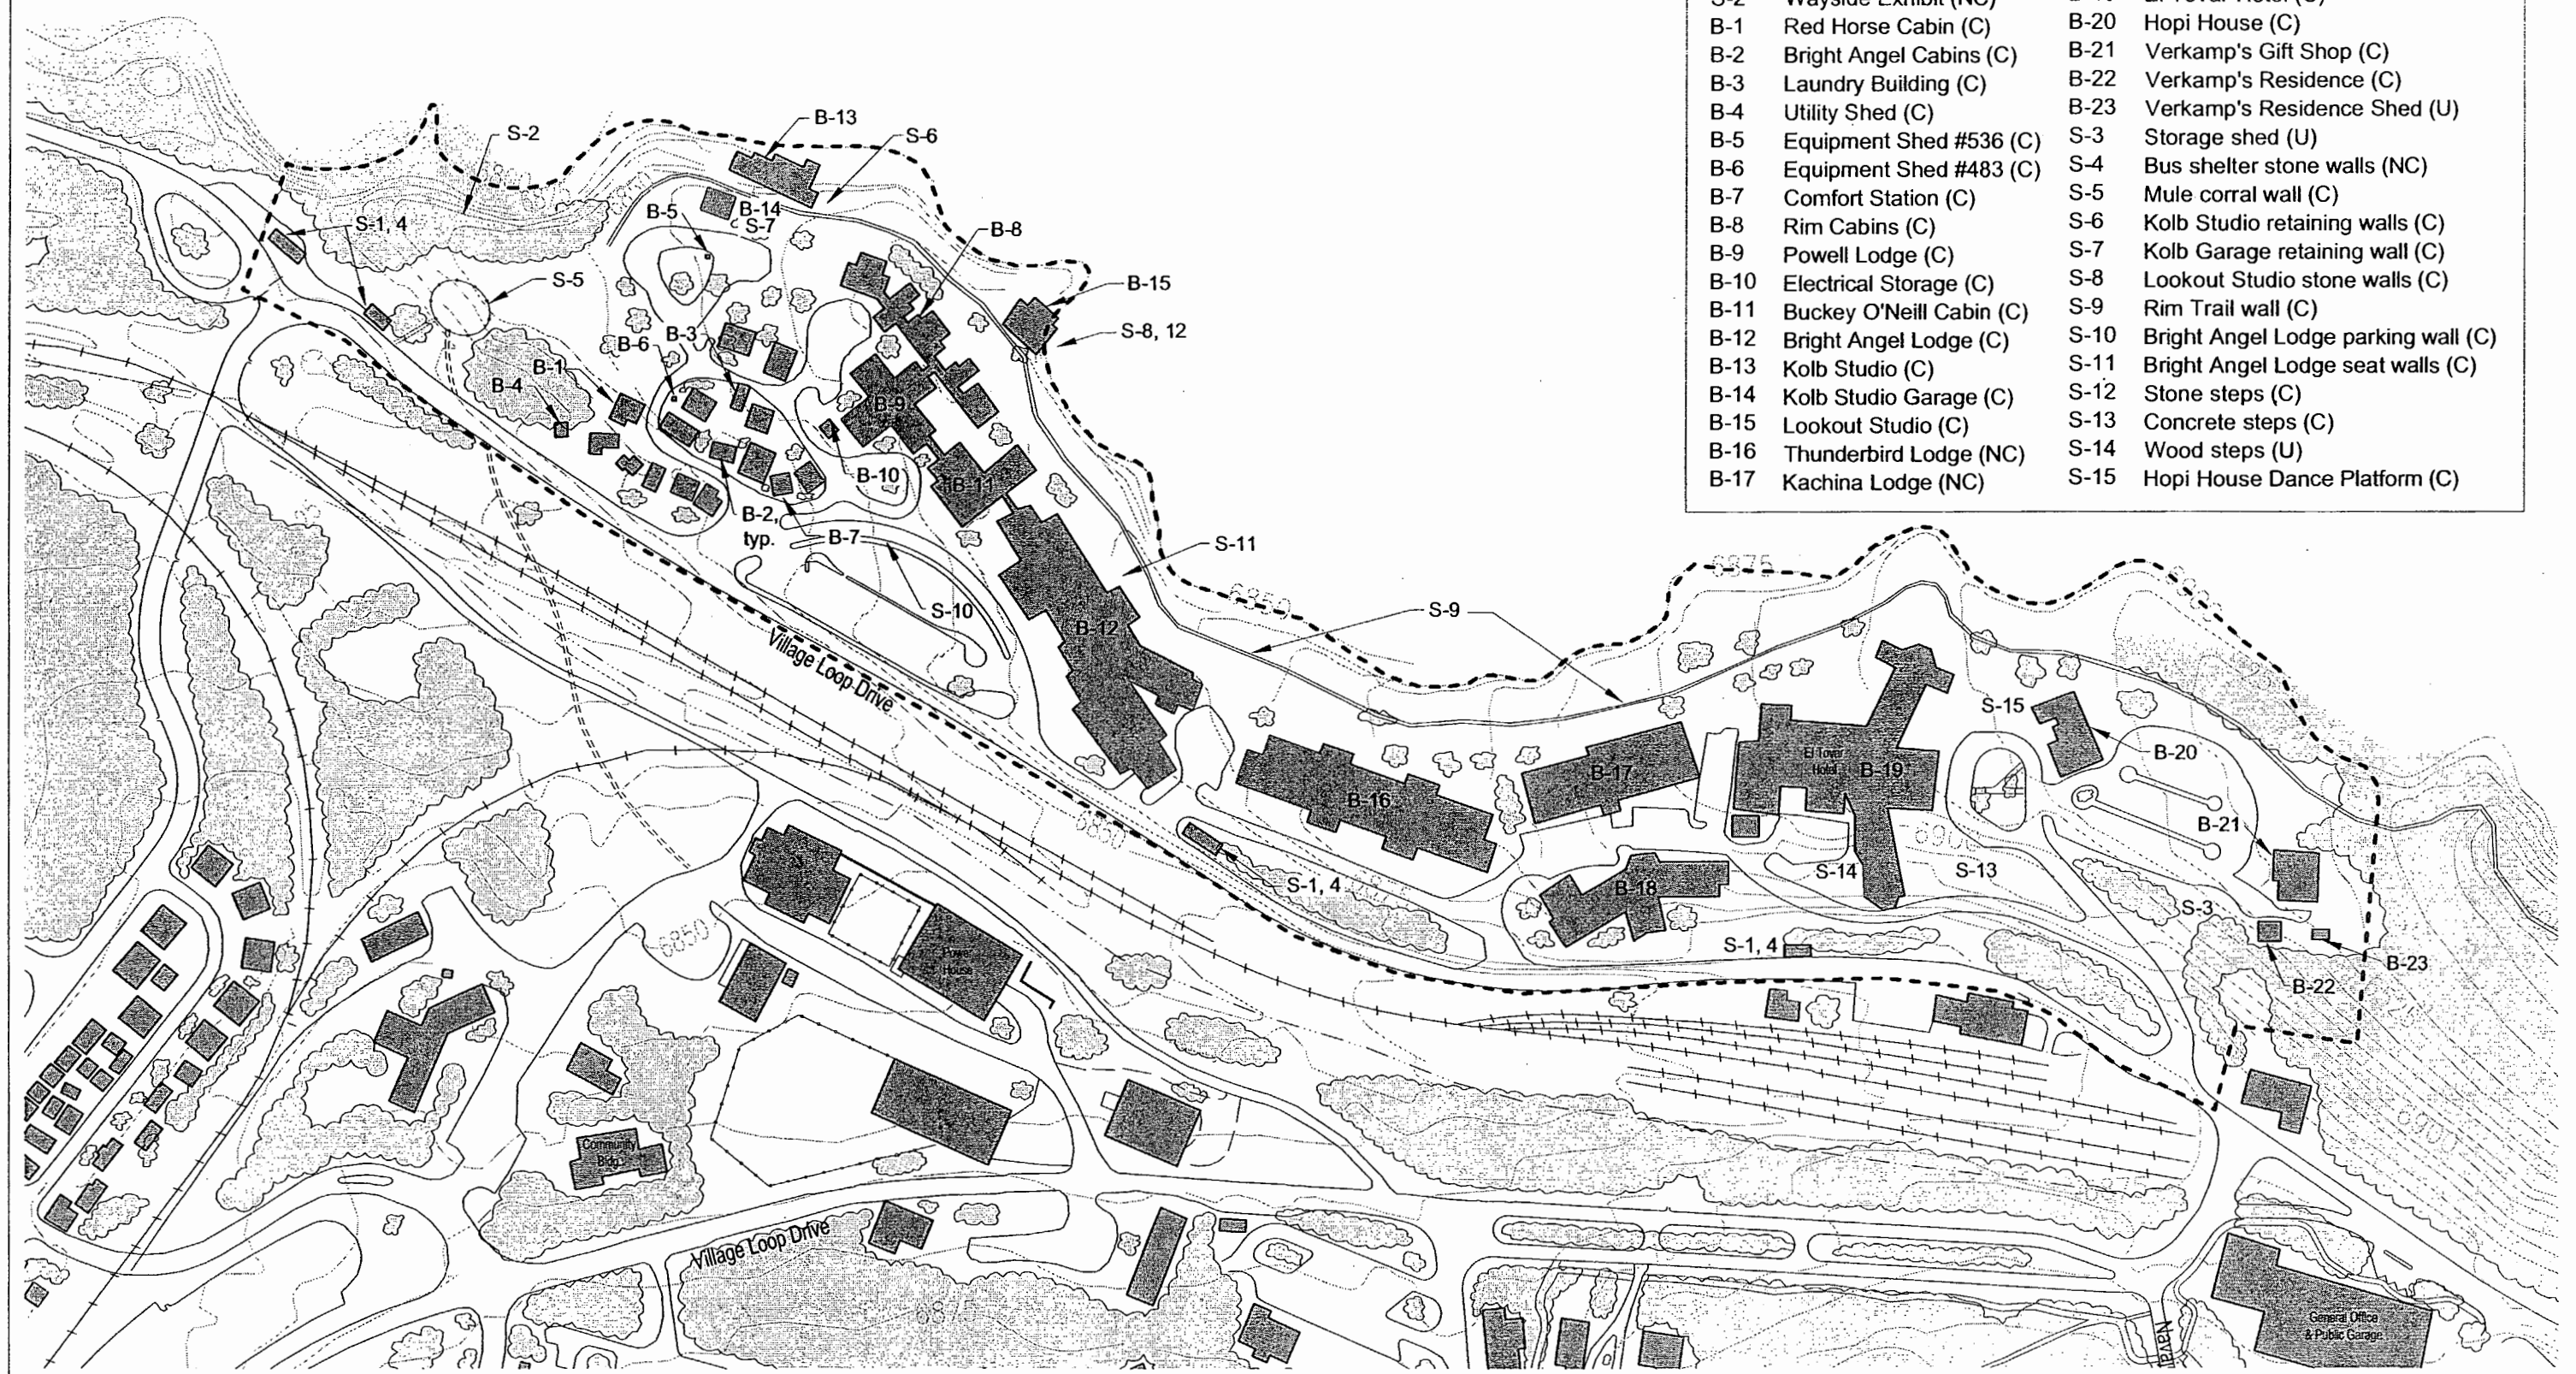 S-2 Wayside Exhibit (NC)
B-1 Red Horse Cabin (C)
B-2 Bright Angel Cabins (C)
B-3 Laundry Building (C)
B-4 Utility Shed (C)
B-5 Equipment Shed #536 (C)
B-6 Equipment Shed #483 (C)
B-7 Comfort Station (C)
B-8 Rim Cabins (C)
B-9 Powell Lodge (C)
B-10 Electrical Storage (C)
B-11 Buckey O'Neill Cabin (C)
B-12 Bright Angel Lodge (C)
B-13 Kolb Studio (C)
B-14 Kolb Studio Garage (C)
B-15 Lookout Studio (C)
B-16 Thunderbird Lodge (NC)
B-17 Kachina Lodge (NC)
B-20 Hopi House (C)
B-21 Verkamp's Gift Shop (C)
B-22 Verkamp's Residence (C)
B-23 Verkamp's Residence Shed (U)
S-3 Storage shed (U)
S-4 Bus shelter stone walls (NC)
S-5 Mule corral wall (C)
S-6 Kolb Studio retaining walls (C)
S-7 Kolb Garage retaining wall (C)
S-8 Lookout Studio stone walls (C)
S-9 Rim Trail wall (C)
S-10 Bright Angel Lodge parking wall (C)
S-11 Bright Angel Lodge seat walls (C)
S-12 Stone steps (C)
S-13 Concrete steps (C)
S-14 Wood steps (U)
S-15 Hopi House Dance Platform (C)
B-13
S-2
S-6
B-5
B-14
S-7
S-1, 4
B-8
S-5
B-15
S-8, 12
B-3
B-6
B-1
B-4
B-9
B-10
B-11
B-2,
typ.
B-7
S-11
6875
6850
S-10
S-9
B-12
Village Loop Drive
S-15
B-20
El Tovar
Hotel
B-19
B-17
B-16
B-21
S-14
S-13
S-1, 4
B-18
S-3
S-1, 4
B-23
B-22
6850
Power
House
6900
Community
Bldg.
Village Loop Drive
6875
General Office
& Public Garage